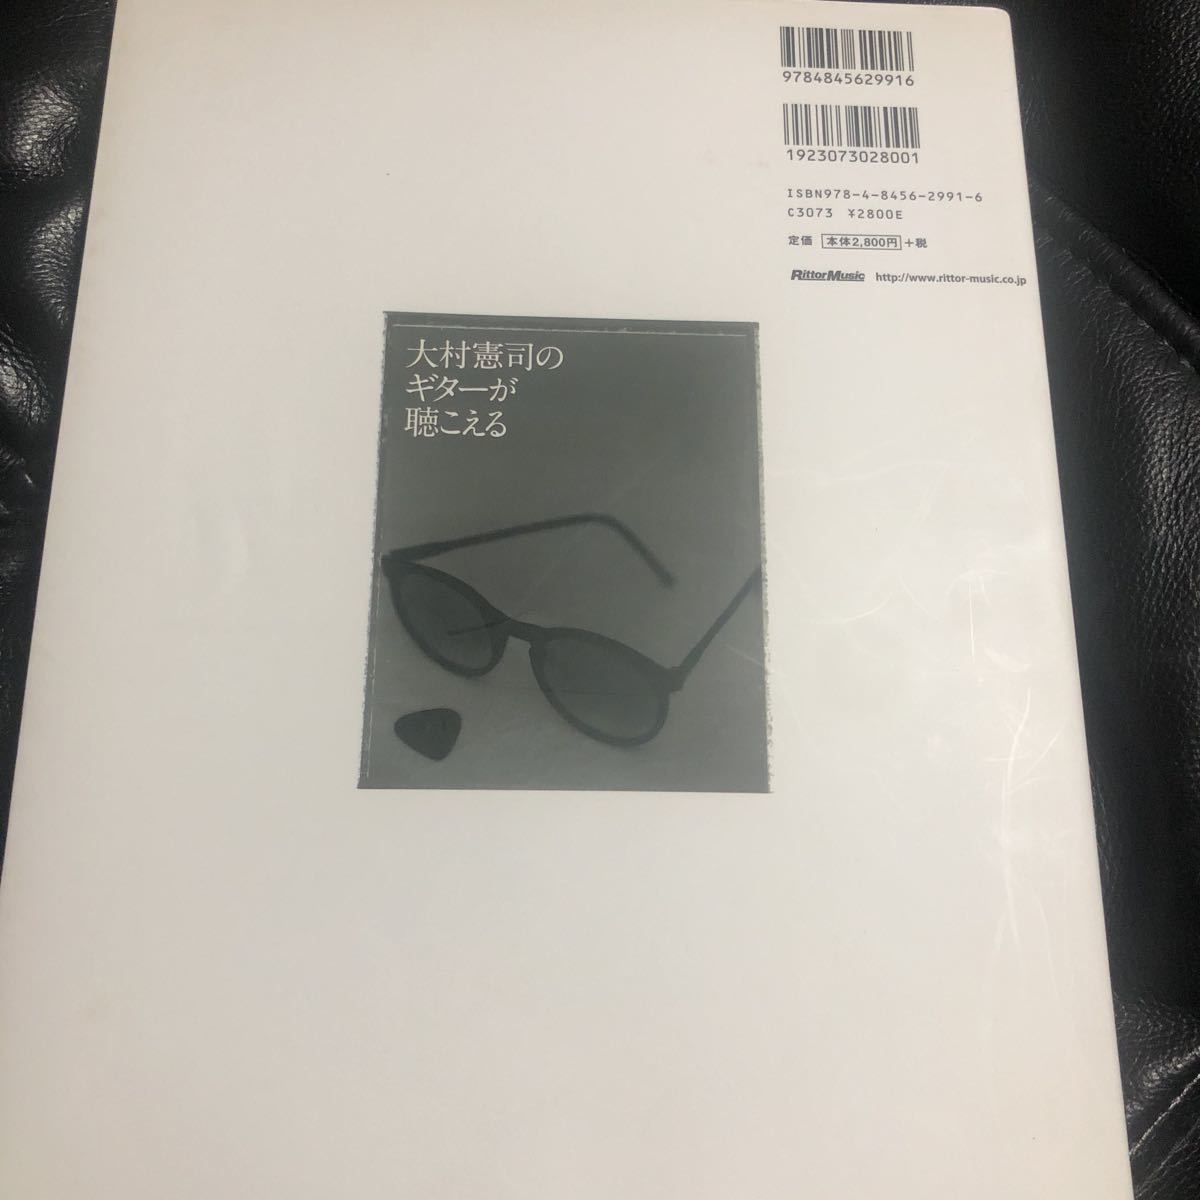 9784845629916
1923073028001
ISBN978-4-8456-2991-6
C3073 ¥2800E
定価 本体2,800円+税
RittorMusic http://www.rittor-music.co.jp
大村憲司の
ギターが
聴こえる